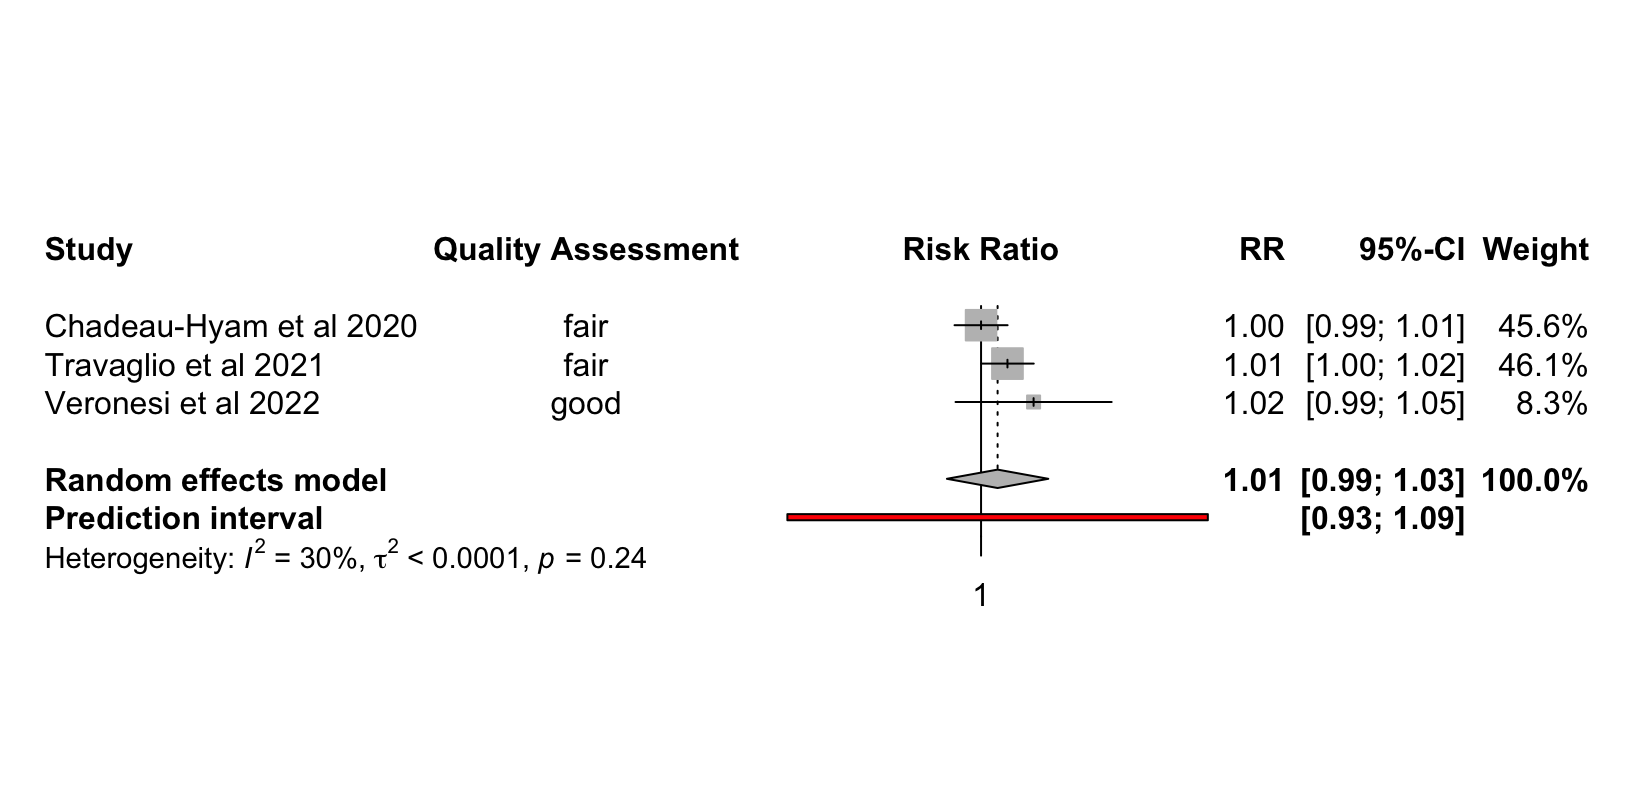 Study Quality Assessment Risk Ratio RR 95%-CI Weight
Chadeau-Hyam et al 2020 fair 1.00 [0.99; 1.01] 45.6%
Travaglio et al 2021 fair 1.01 [1.00; 1.02] 46.1%
Veronesi et al 2022 good 1.02 [0.99; 1.05] 8.3%
Random effects model 1.01 [0.99; 1.03] 100.0%
Prediction interval [0.93; 1.09]
Heterogeneity: I² = 30%, τ² < 0.0001, p = 0.24
1